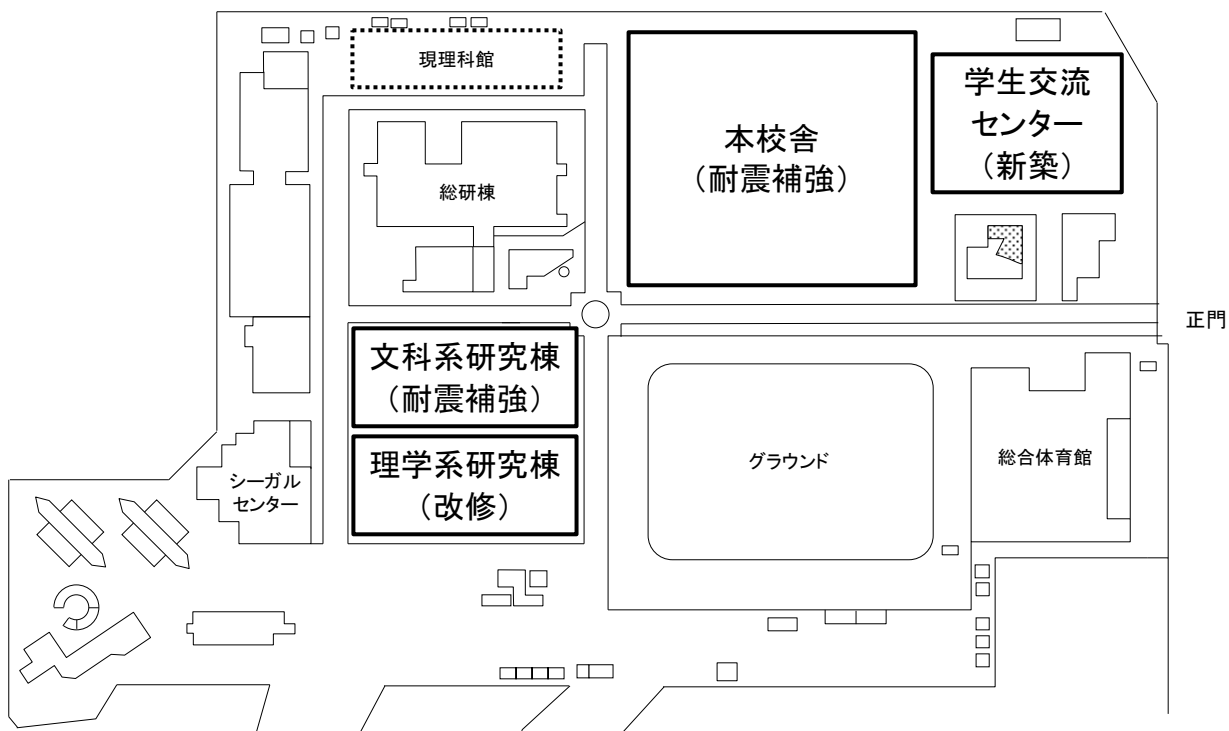 現理科館
本校舎
（耐震補強）
学生交流
センター
（新築）
総研棟
正門
文科系研究棟
（耐震補強）
理学系研究棟
（改修）
グラウンド
総合体育館
シーガル
センター